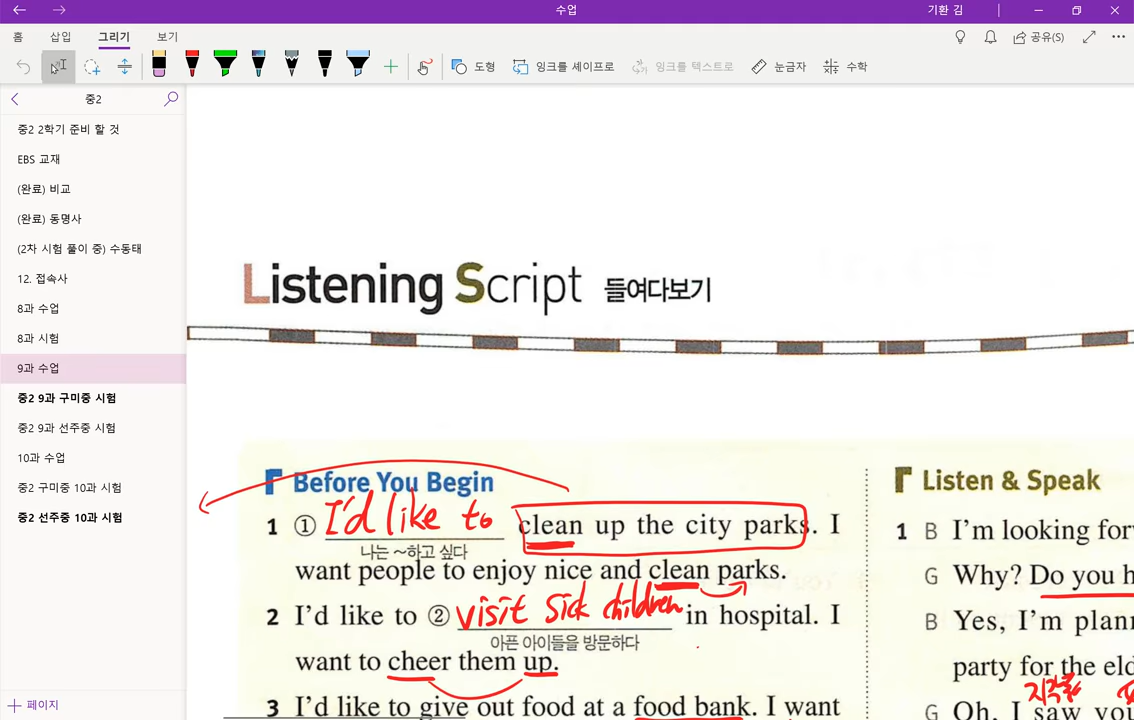 수업
기환 김
홈 삽입 그리기 보기
공유(S)
도형 잉크를 셰이프로 잉크를 텍스트로 눈금자 수학
중2
중2 2학기 준비 할 것
EBS 교재
(완료) 비교
(완료) 동명사
(2차 시험 풀이 중) 수동태
12. 접속사
8과 수업
8과 시험
9과 수업
중2 9과 구미중 시험
중2 9과 선주중 시험
10과 수업
중2 구미중 10과 시험
중2 선주중 10과 시험
페이지
Listening Script 들여다보기
Before You Begin
1 ① I'd like to clean up the city parks. I
나는 ~하고 싶다
want people to enjoy nice and clean parks.
2 I'd like to ② visit sick children in hospital. I
아픈 아이들을 방문하다
want to cheer them up.
3 I'd like to give out food at a food bank. I want
Listen & Speak
1 B I'm looking for
G Why? Do you
B Yes, I'm
party for the
지각동
G Oh, I saw